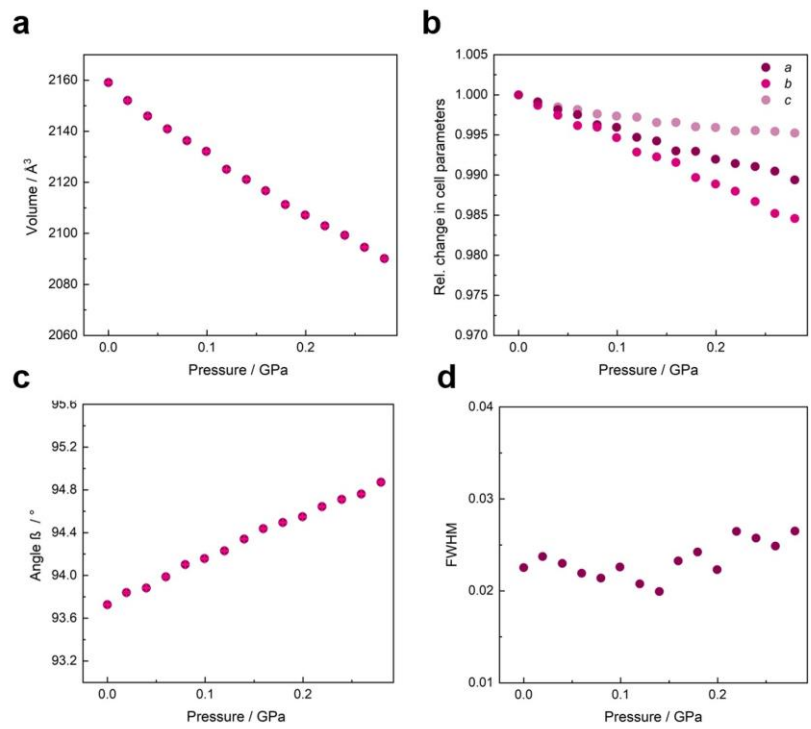 a
2160
2140
2120
2100
2080
2060
Volume / Å³
0.0 0.1 0.2
Pressure / GPa
b
1.005
1.000
0.995
0.990
0.985
0.980
0.975
0.970
Rel. change in cell parameters
a
b
c
0.0 0.1 0.2
Pressure / GPa
c
95.6
95.2
94.8
94.4
94.0
93.6
93.2
Angle ß / °
0.0 0.1 0.2
Pressure / GPa
d
0.04
0.03
0.02
0.01
FWHM
0.0 0.1 0.2
Pressure / GPa